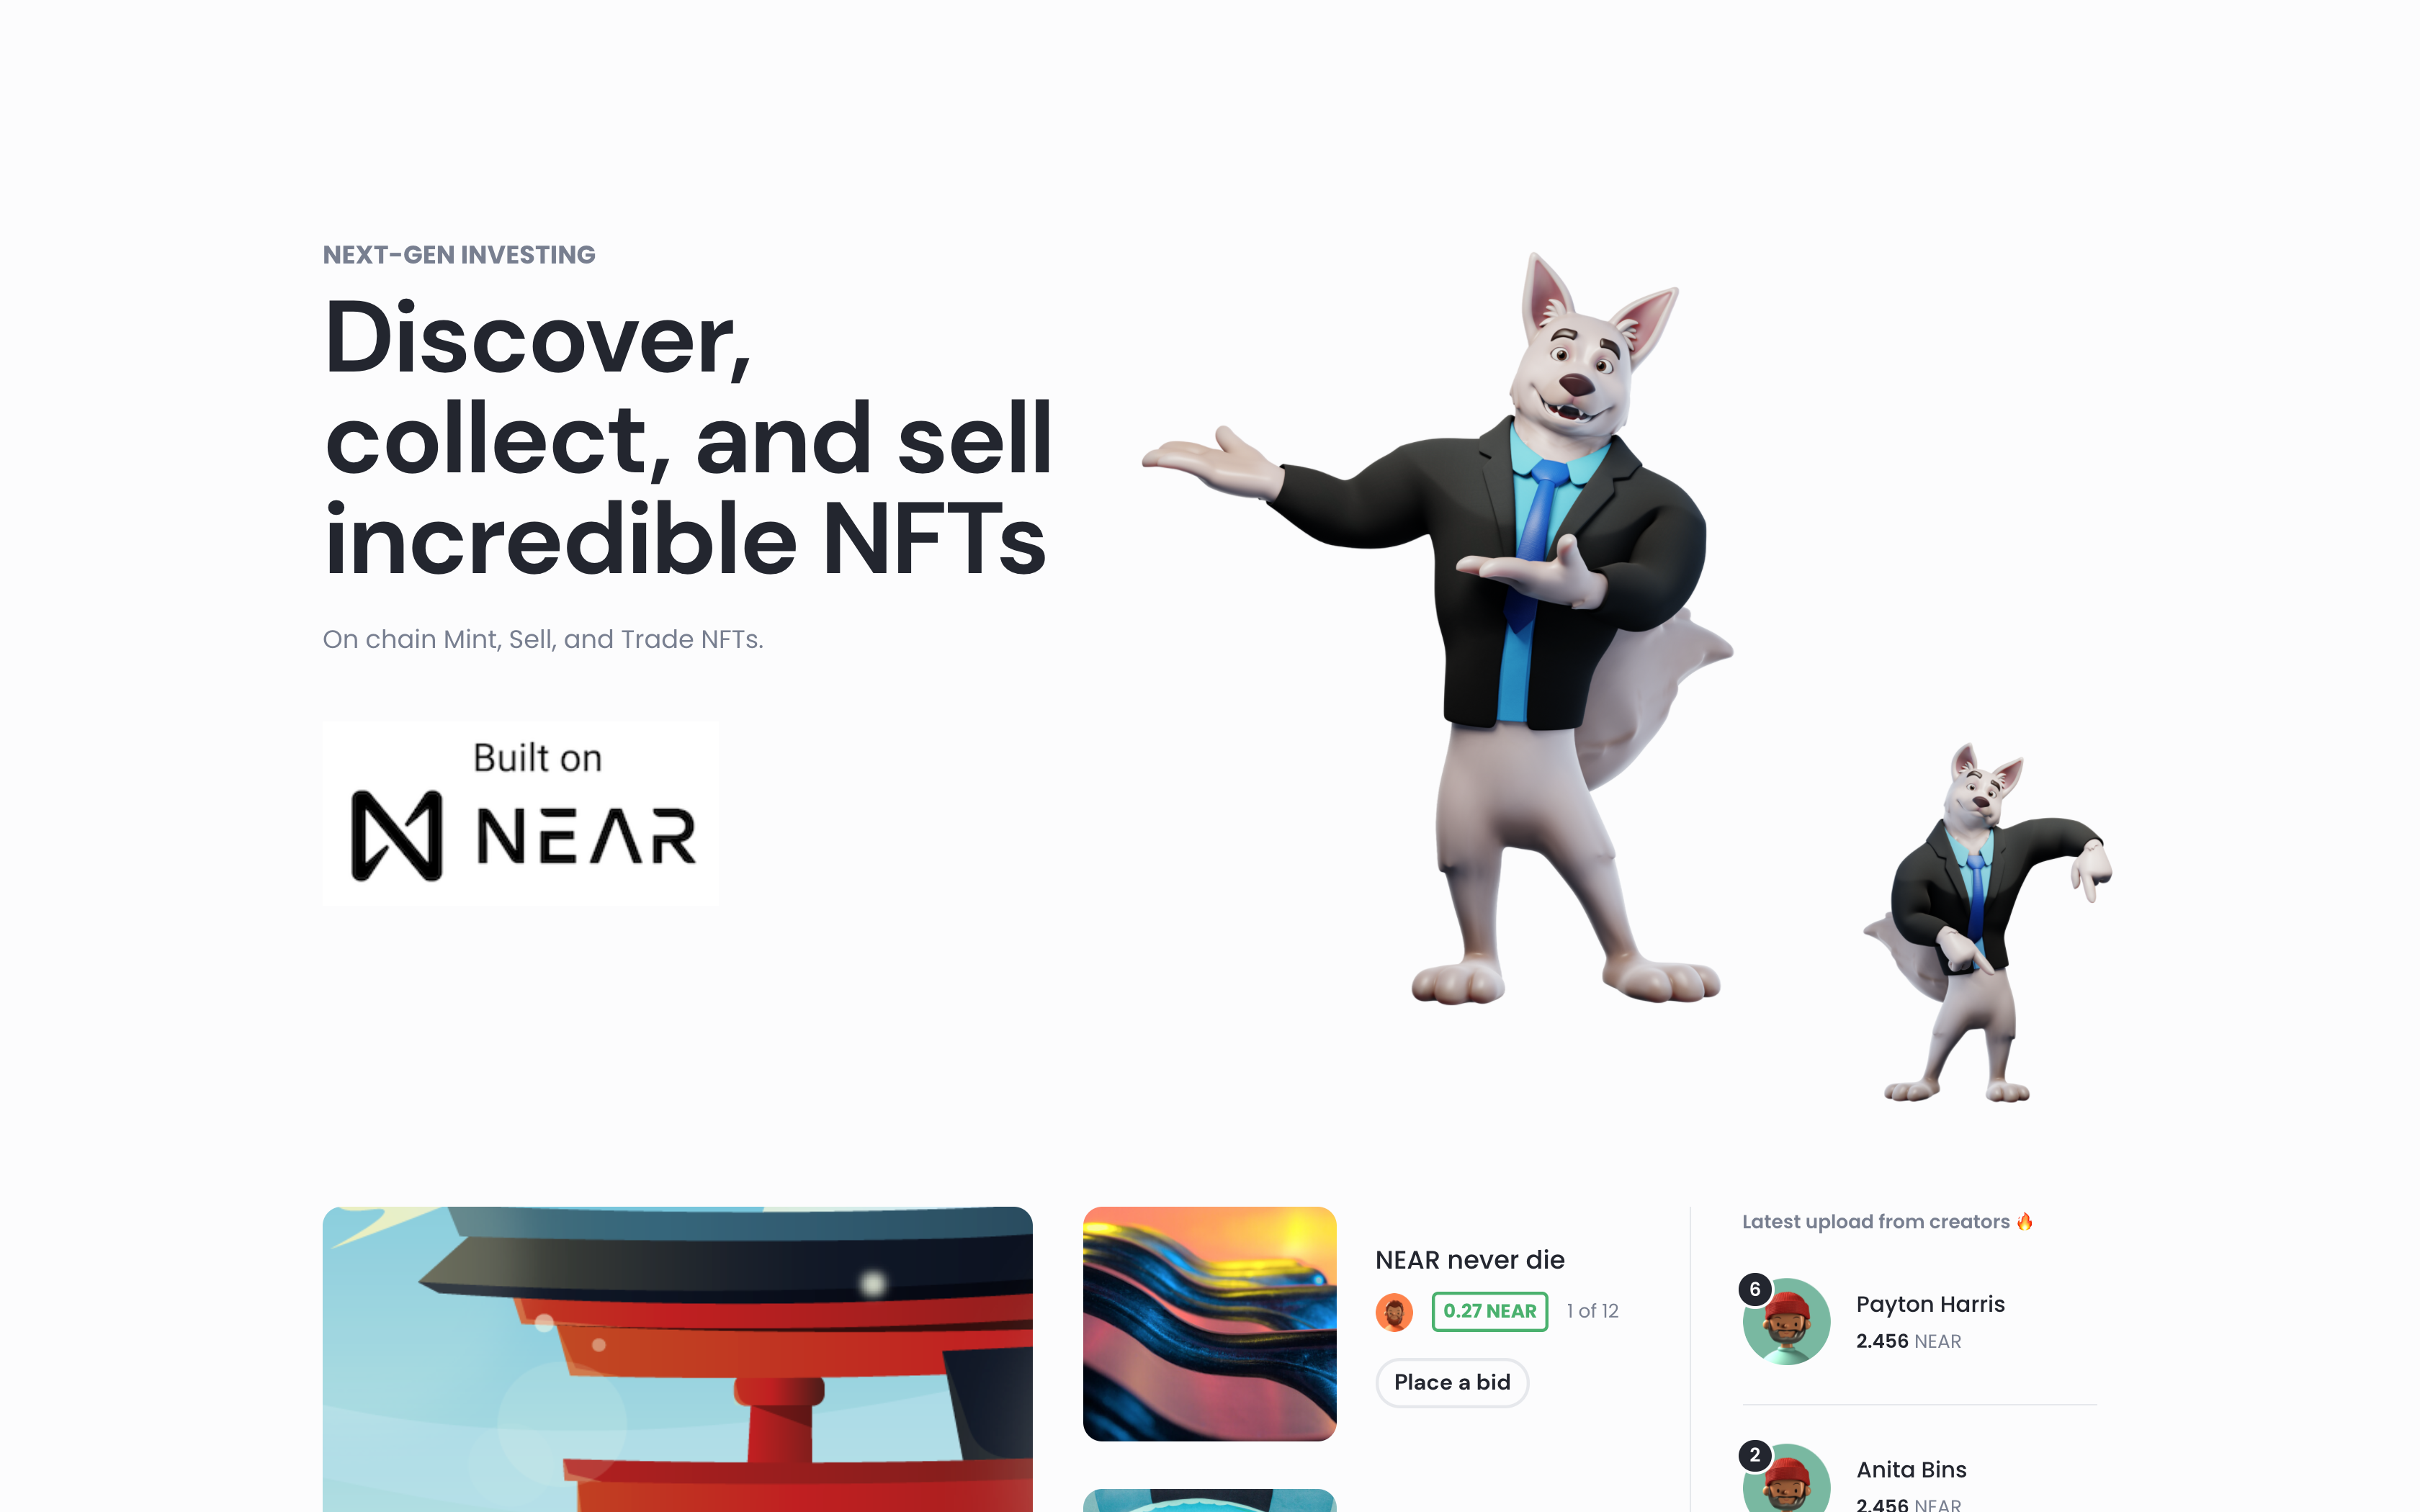 NEXT-GEN INVESTING
Discover,
collect, and sell
incredible NFTs
On chain Mint, Sell, and Trade NFTs.
Built on
NEAR
NEAR never die
0.27 NEAR
1 of 12
Place a bid
Latest upload from creators 🔥
6
Payton Harris
2.456 NEAR
2
Anita Bins
2.456 NEAR